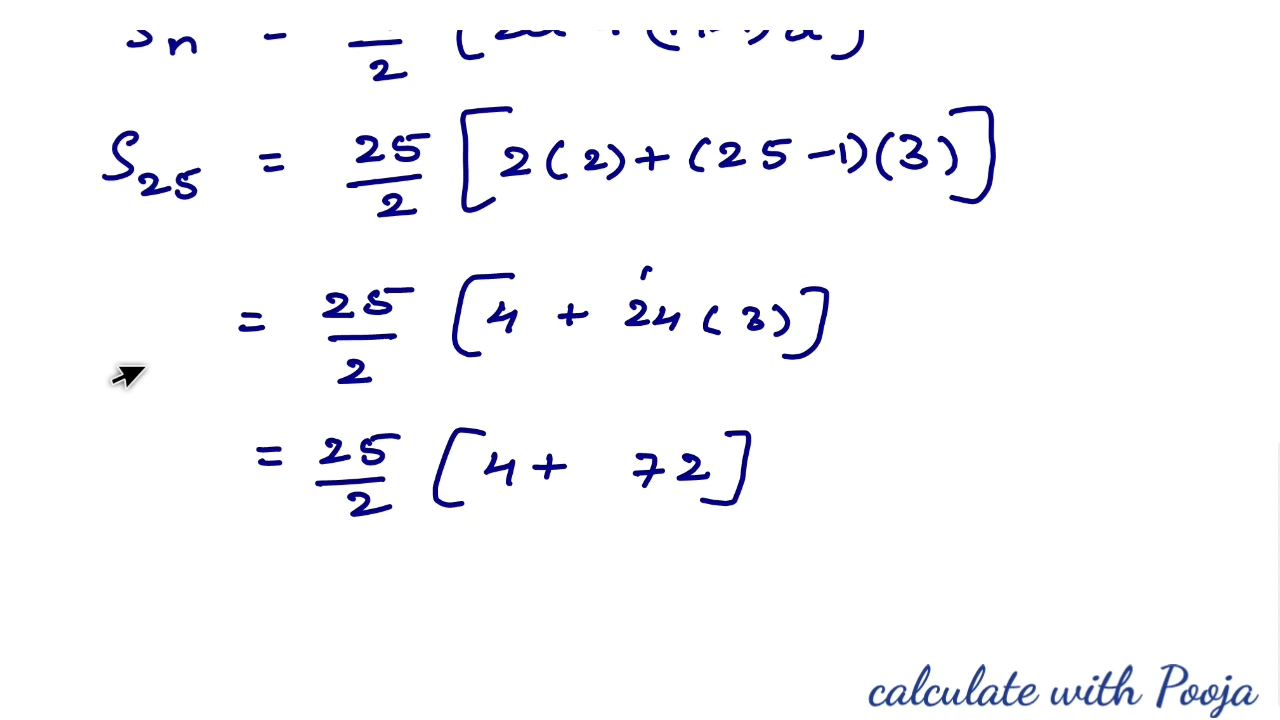 S₂₅ = 25/2 [2(2)+(25-1)(3)]
= 25/2 [4 + 24(3)]
= 25/2 [4+ 72]
calculate with Pooja